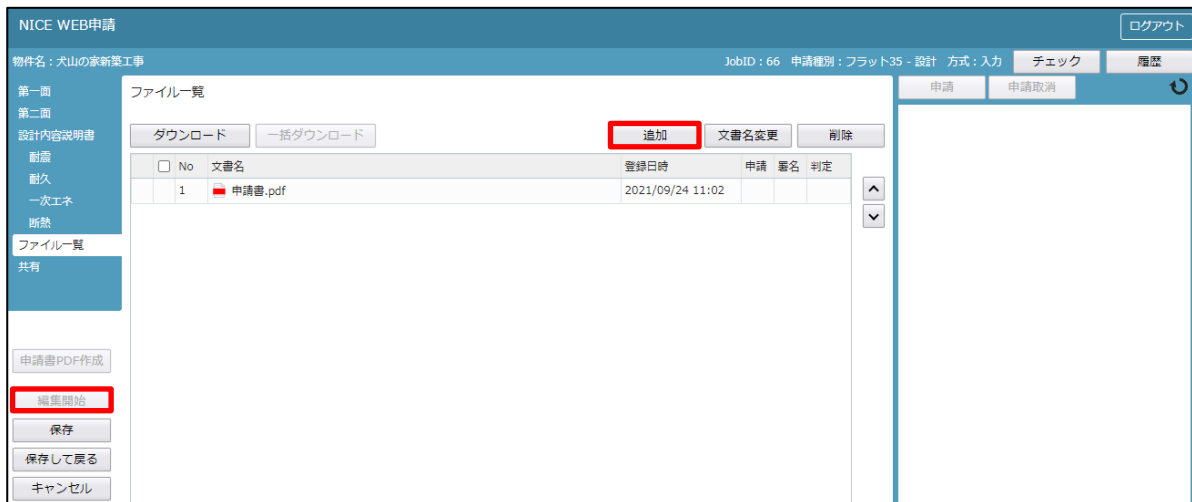 NICE WEB申請 ログアウト
物件名：犬山の家新築工事 JobID：66 申請種別：フラット35 - 設計 方式：入力 チェック 履歴
第一面 ファイル一覧 申請 申請取消
第二面
設計内容説明書 ダウンロード 一括ダウンロード 追加 文書名変更 削除
耐震 No 文書名 登録日時 申請 署名 判定
耐久 1 申請書.pdf 2021/09/24 11:02
一次エネ
断熱
ファイル一覧
共有
申請書PDF作成
編集開始
保存
保存して戻る
キャンセル